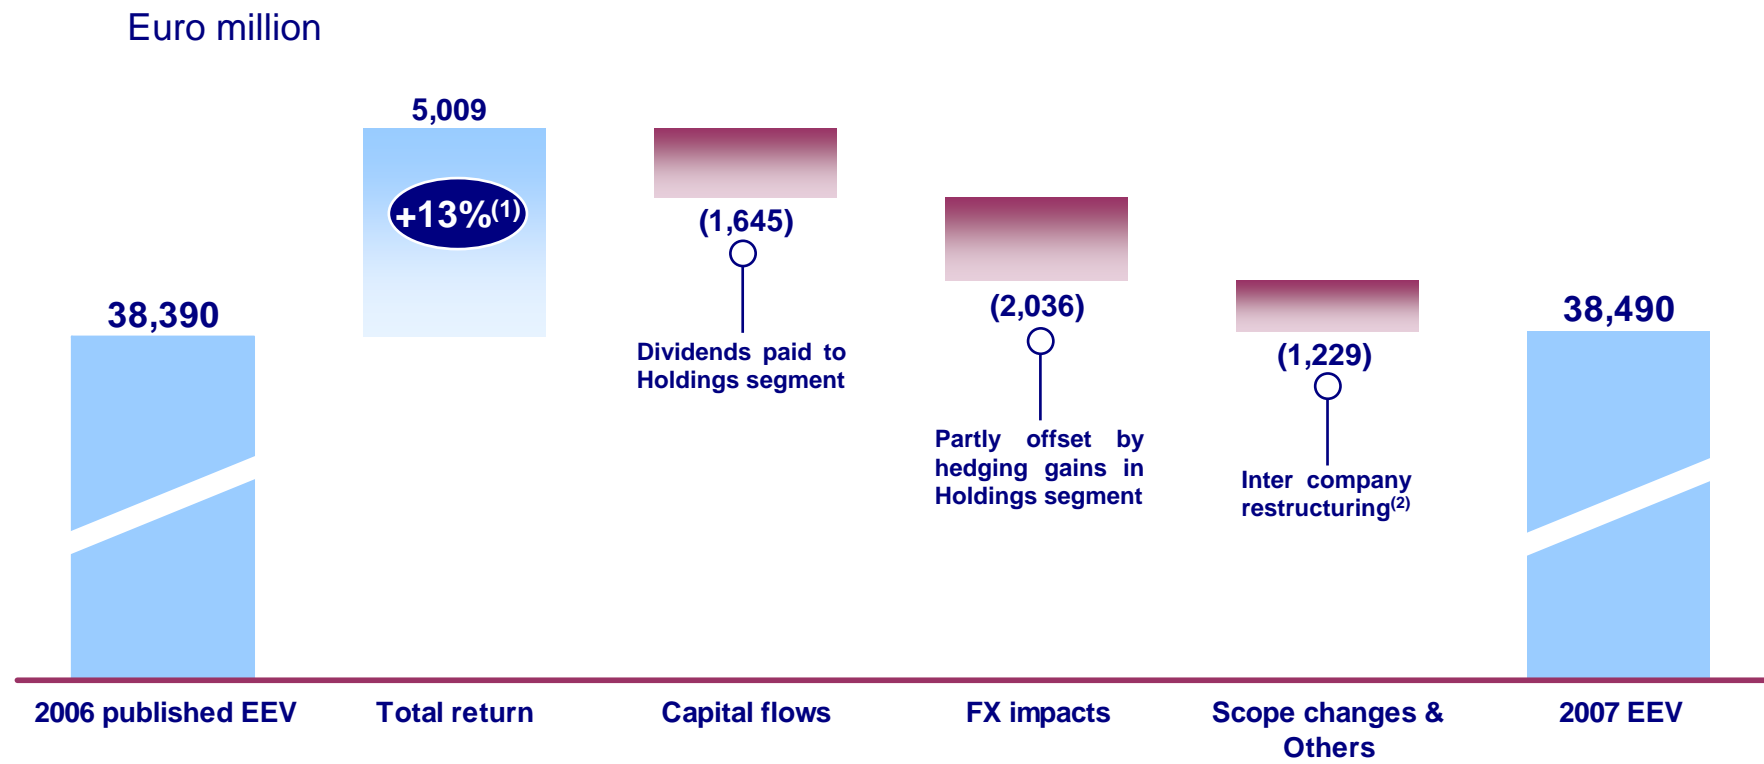 Euro million
5,009
+13%(1)
38,390
(1,645)
Dividends paid to
Holdings segment
(2,036)
Partly offset by
hedging gains in
Holdings segment
(1,229)
Inter company
restructuring(2)
38,490
2006 published EEV
Total return
Capital flows
FX impacts
Scope changes &
Others
2007 EEV